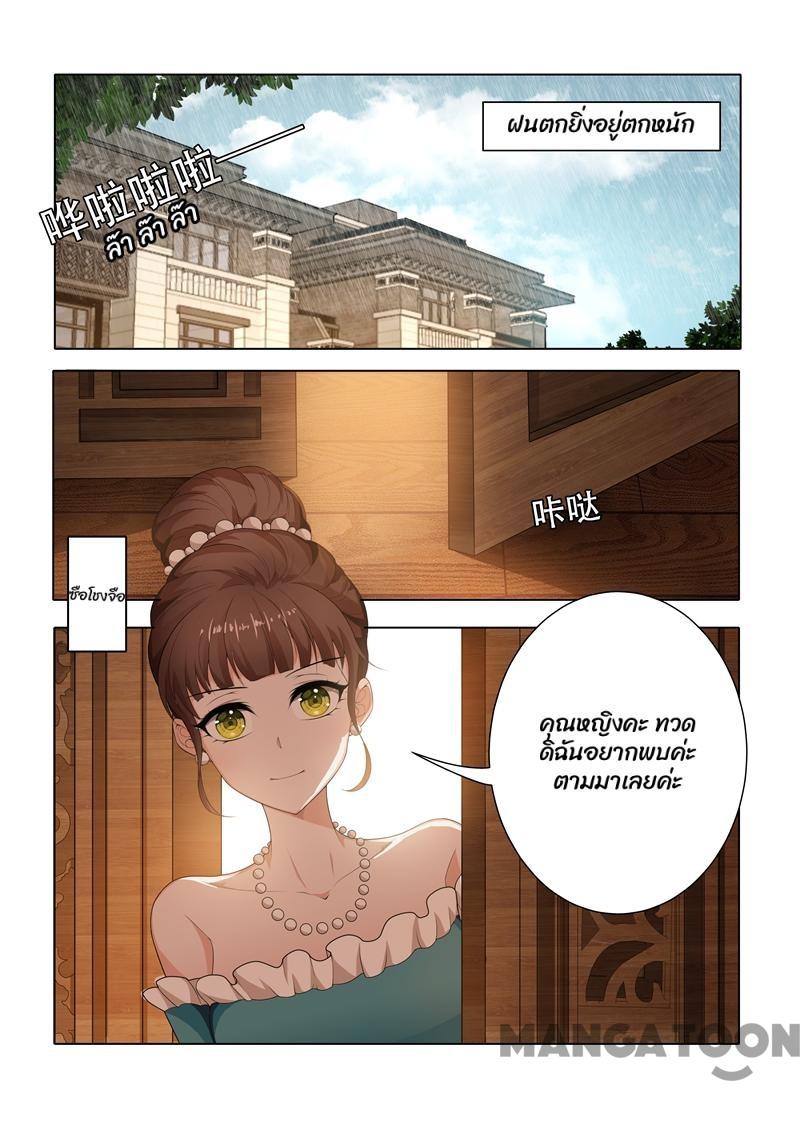 ฝนตกยิ่งอยู่ตกหนัก
哗啦啦啦
ล๊า ล๊า ล๊า
咔哒
ซือโขงจือ
คุณหญิงคะ ทวด
ดิฉันอยากพบค่ะ
ตามมาเลยค่ะ
MANGATOON